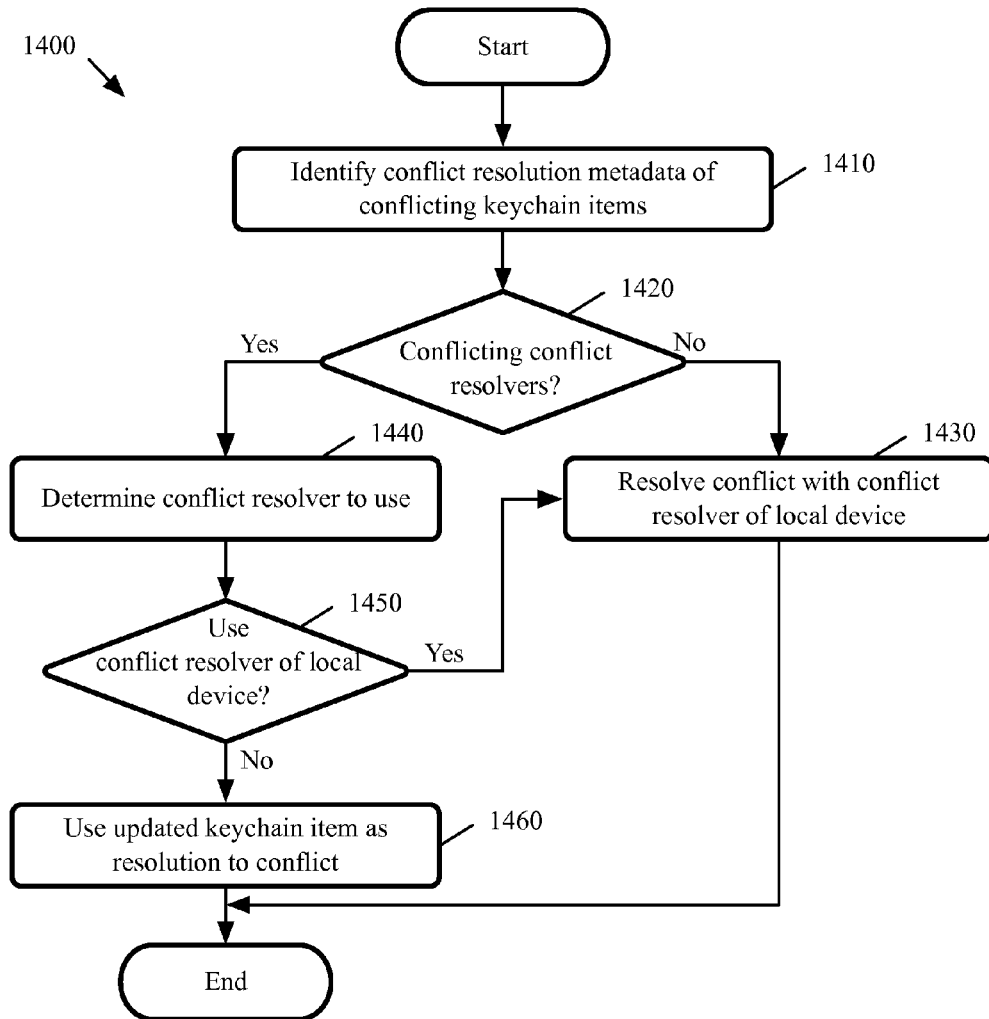 1400
Start
Identify conflict resolution metadata of
conflicting keychain items
1410
1420
Yes
Conflicting conflict
resolvers?
No
1440
1430
Determine conflict resolver to use
Resolve conflict with conflict
resolver of local device
1450
Use
conflict resolver of local
device?
Yes
No
Use updated keychain item as
resolution to conflict
1460
End